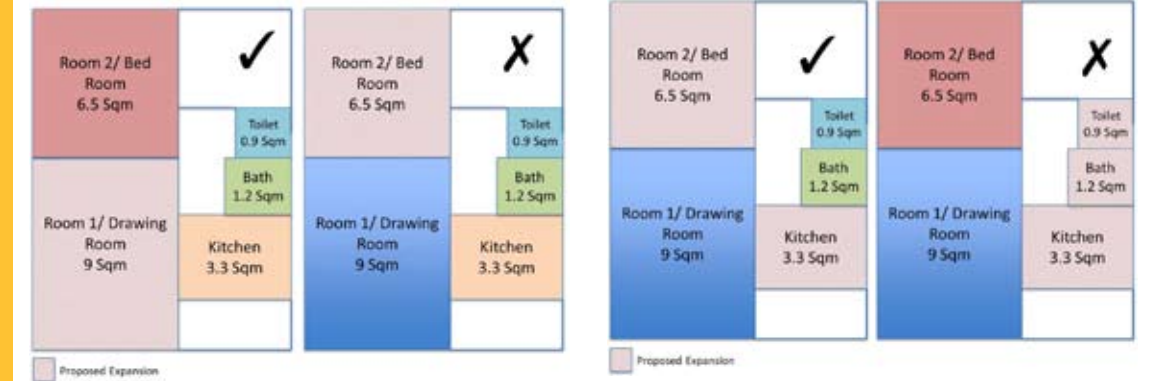 Room 2/ Bed
Room
6.5 Sqm
✓
Toilet
0.9 Sqm
Bath
1.2 Sqm
Room 1/ Drawing
Room
9 Sqm
Kitchen
3.3 Sqm
Room 2/ Bed
Room
6.5 Sqm
✗
Toilet
0.9 Sqm
Bath
1.2 Sqm
Room 1/ Drawing
Room
9 Sqm
Kitchen
3.3 Sqm
Proposed Expansion
Room 2/ Bed
Room
6.5 Sqm
✓
Toilet
0.9 Sqm
Bath
1.2 Sqm
Room 1/ Drawing
Room
9 Sqm
Kitchen
3.3 Sqm
Room 2/ Bed
Room
6.5 Sqm
✗
Toilet
0.9 Sqm
Bath
1.2 Sqm
Room 1/ Drawing
Room
9 Sqm
Kitchen
3.3 Sqm
Proposed Expansion